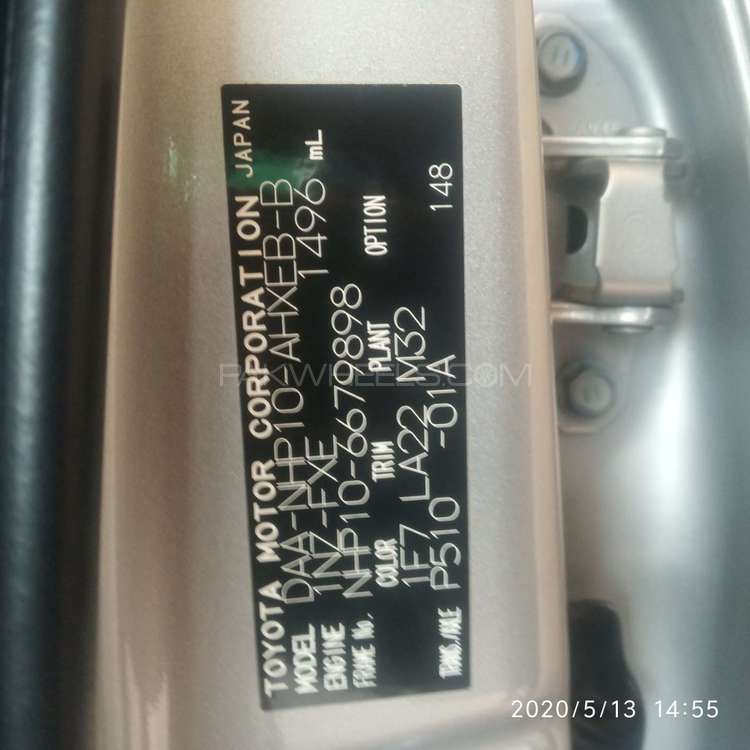 TOYOTA MOTOR CORPORATION JAPAN
MODEL DAA-NHP10-AHXEB-B
ENGINE 1NZ-FXE 1496 mL
FRAME No. NHP10-6679898
COLOR TRIM PLANT OPTION
1F7 LA22 M32 148
TRANS./AXLE P510 -01A
PAKWHEELS.COM
2020/5/13 14:55